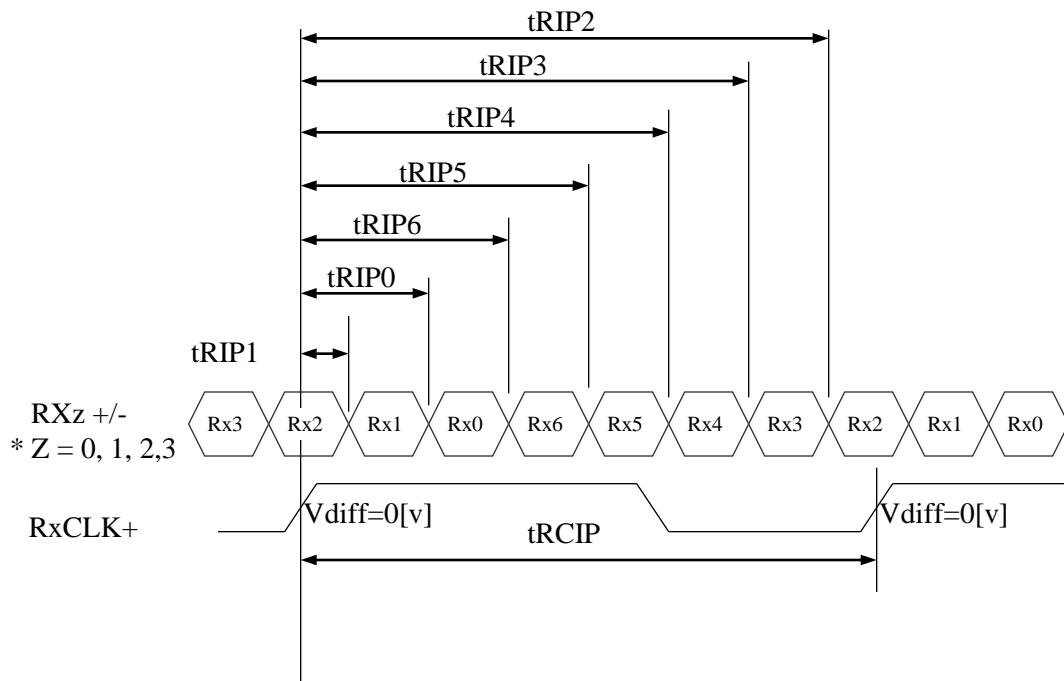 tRIP2
tRIP3
tRIP4
tRIP5
tRIP6
tRIP0
tRIP1
RXz +/-
* Z = 0, 1, 2,3
Rx3 Rx2 Rx1 Rx0 Rx6 Rx5 Rx4 Rx3 Rx2 Rx1 Rx0
RxCLK+
Vdiff=0[v] Vdiff=0[v]
tRCIP